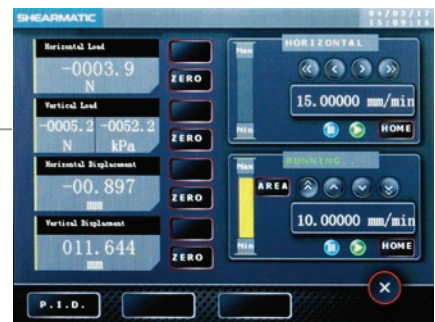 SHEARMATIC
04/03/17
15:09:16
Horizontal Load
-0003.9
N
ZERO
Vertical Load
-0005.2 -0052.2
N kPa
ZERO
Horizontal Displacement
-00.897
mm
ZERO
Vertical Displacement
011.644
mm
ZERO
P.I.D.
HORIZONTAL
Max
15.00000 mm/min
Min
HOME
RUNNING..
Max
AREA
10.00000 mm/min
Min
HOME